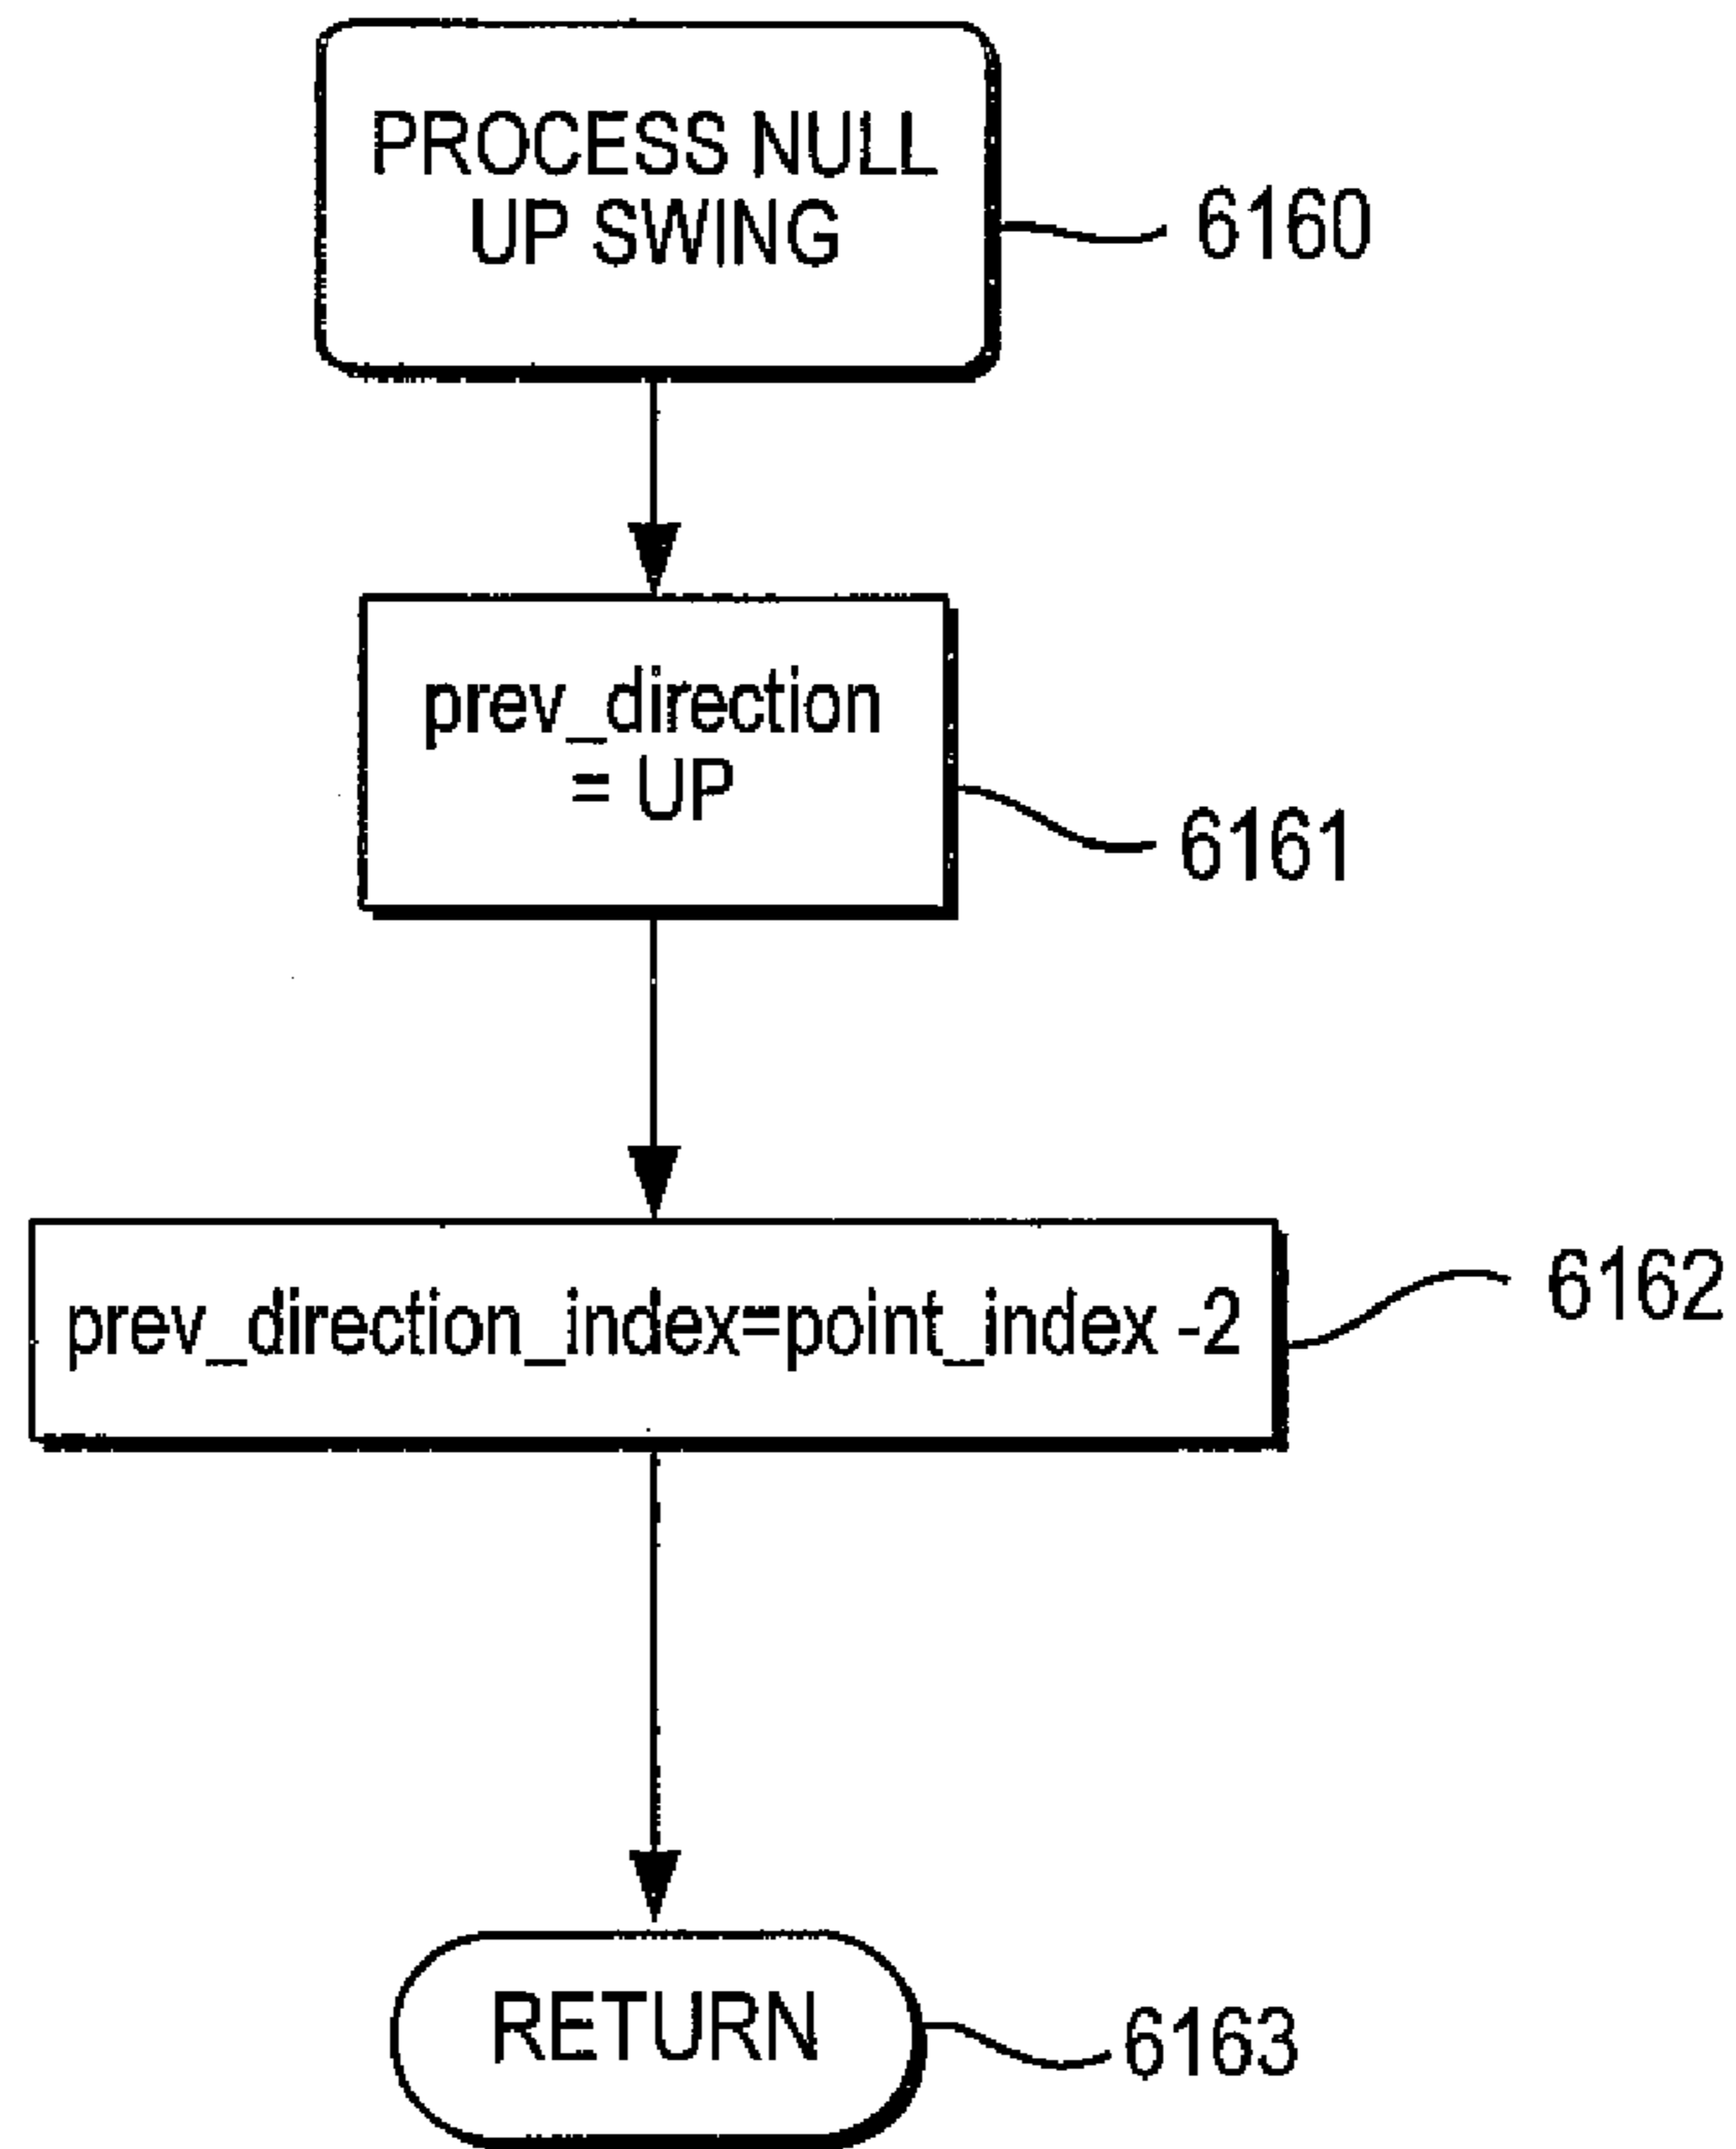 PROCESS NULL
UP SWING
6160
prev_direction
= UP
6161
prev_direction_index=point_index -2
6162
RETURN
6163